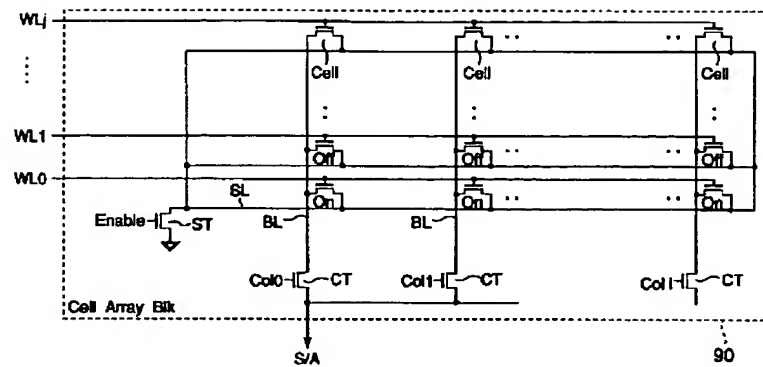 WLj
Cell Cell Cell
WL1
Off Off Off
WL0
SL On On On
Enable ST BL BL
Col0 CT Col1 CT Col i CT
Cell Array Blk
S/A 90